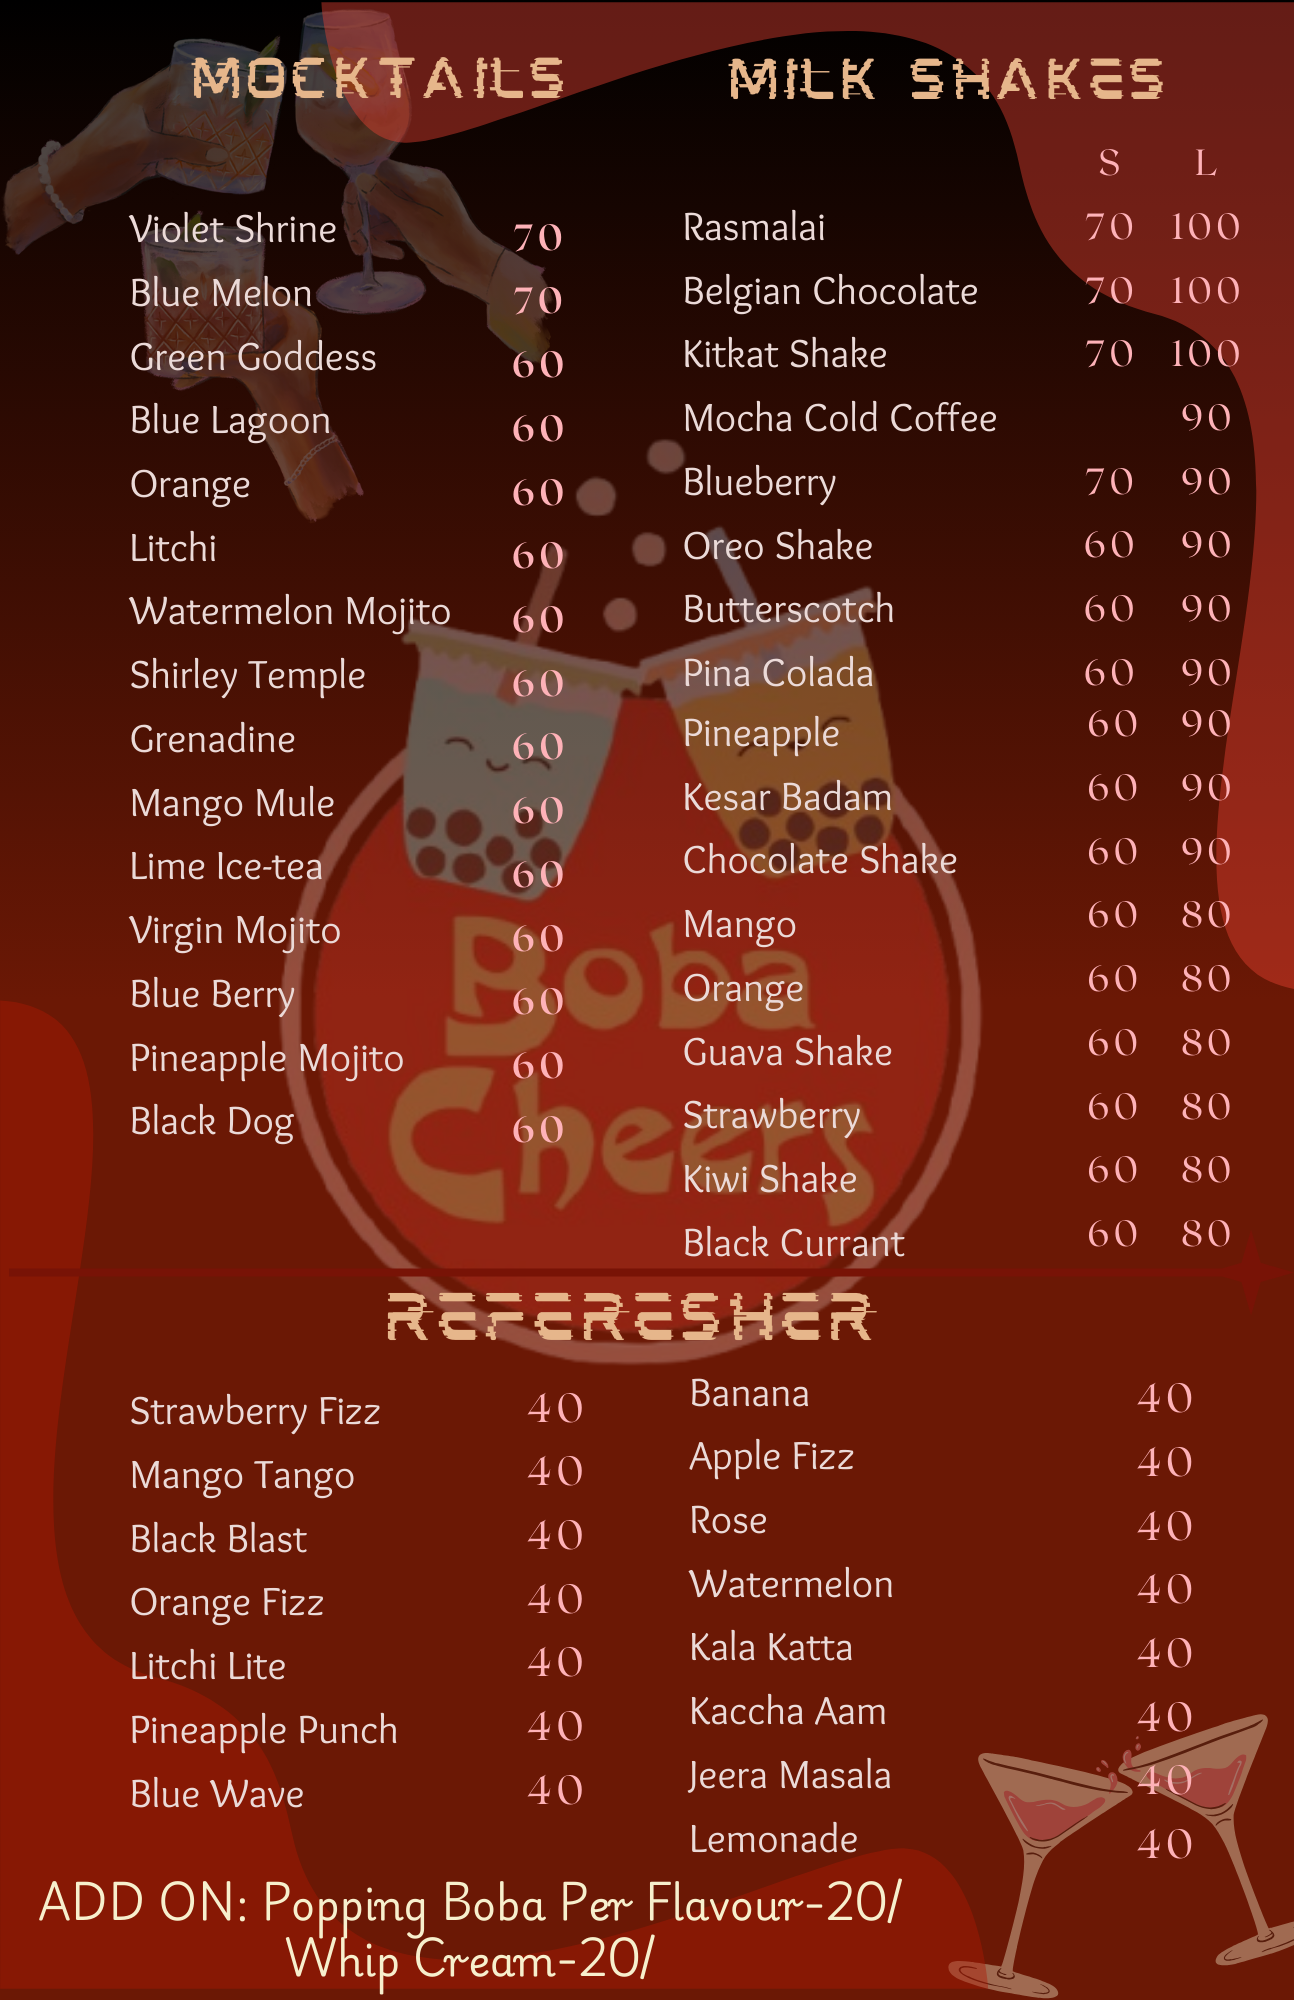 MOCKTAILS
Violet Shrine 70
Blue Melon 70
Green Goddess 60
Blue Lagoon 60
Orange 60
Litchi 60
Watermelon Mojito 60
Shirley Temple 60
Grenadine 60
Mango Mule 60
Lime Ice-tea 60
Virgin Mojito 60
Blue Berry 60
Pineapple Mojito 60
Black Dog 60
MILK SHAKES
S L
Rasmalai 70 100
Belgian Chocolate 70 100
Kitkat Shake 70 100
Mocha Cold Coffee 90
Blueberry 70 90
Oreo Shake 60 90
Butterscotch 60 90
Pina Colada 60 90
Pineapple 60 90
Kesar Badam 60 90
Chocolate Shake 60 90
Mango 60 80
Orange 60 80
Guava Shake 60 80
Strawberry 60 80
Kiwi Shake 60 80
Black Currant 60 80
Boba
Cheers
REFERESHER
Strawberry Fizz 40
Mango Tango 40
Black Blast 40
Orange Fizz 40
Litchi Lite 40
Pineapple Punch 40
Blue Wave 40
Banana 40
Apple Fizz 40
Rose 40
Watermelon 40
Kala Katta 40
Kaccha Aam 40
Jeera Masala 40
Lemonade 40
ADD ON: Popping Boba Per Flavour-20/
Whip Cream-20/